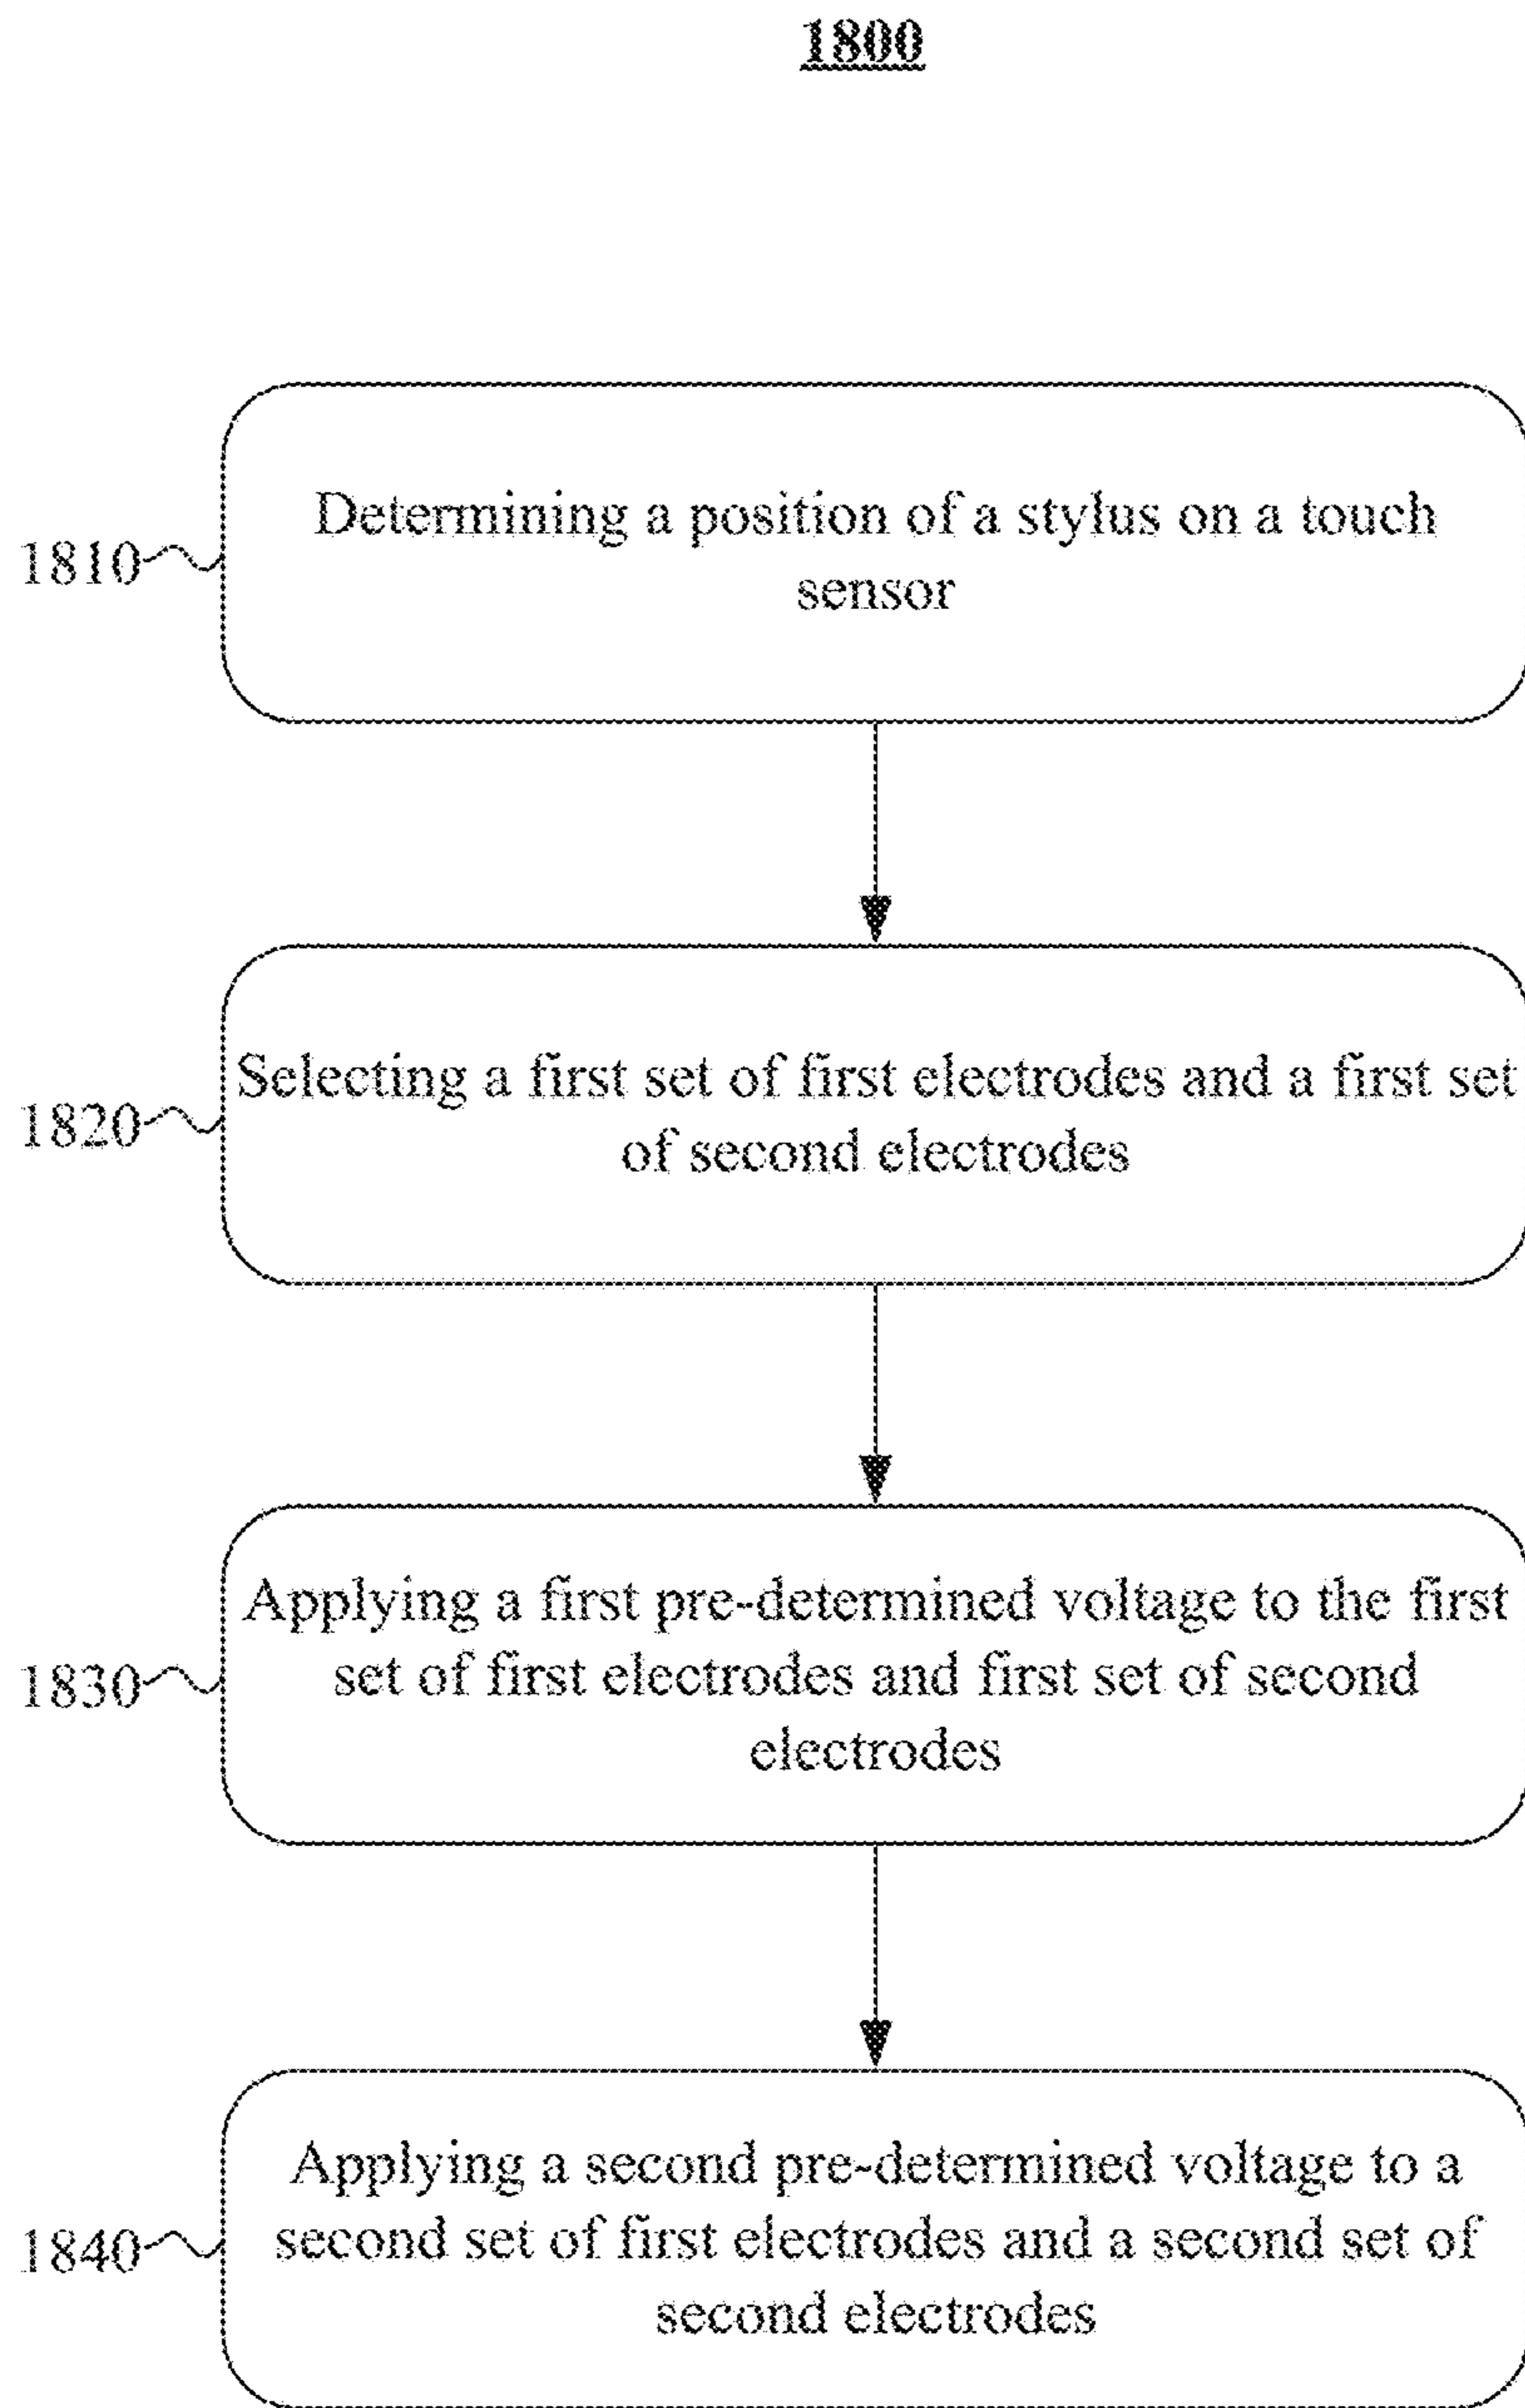 1800
Determining a position of a stylus on a touch
sensor
1810
Selecting a first set of first electrodes and a first set
of second electrodes
1820
Applying a first pre-determined voltage to the first
set of first electrodes and first set of second
electrodes
1830
Applying a second pre-determined voltage to a
second set of first electrodes and a second set of
second electrodes
1840